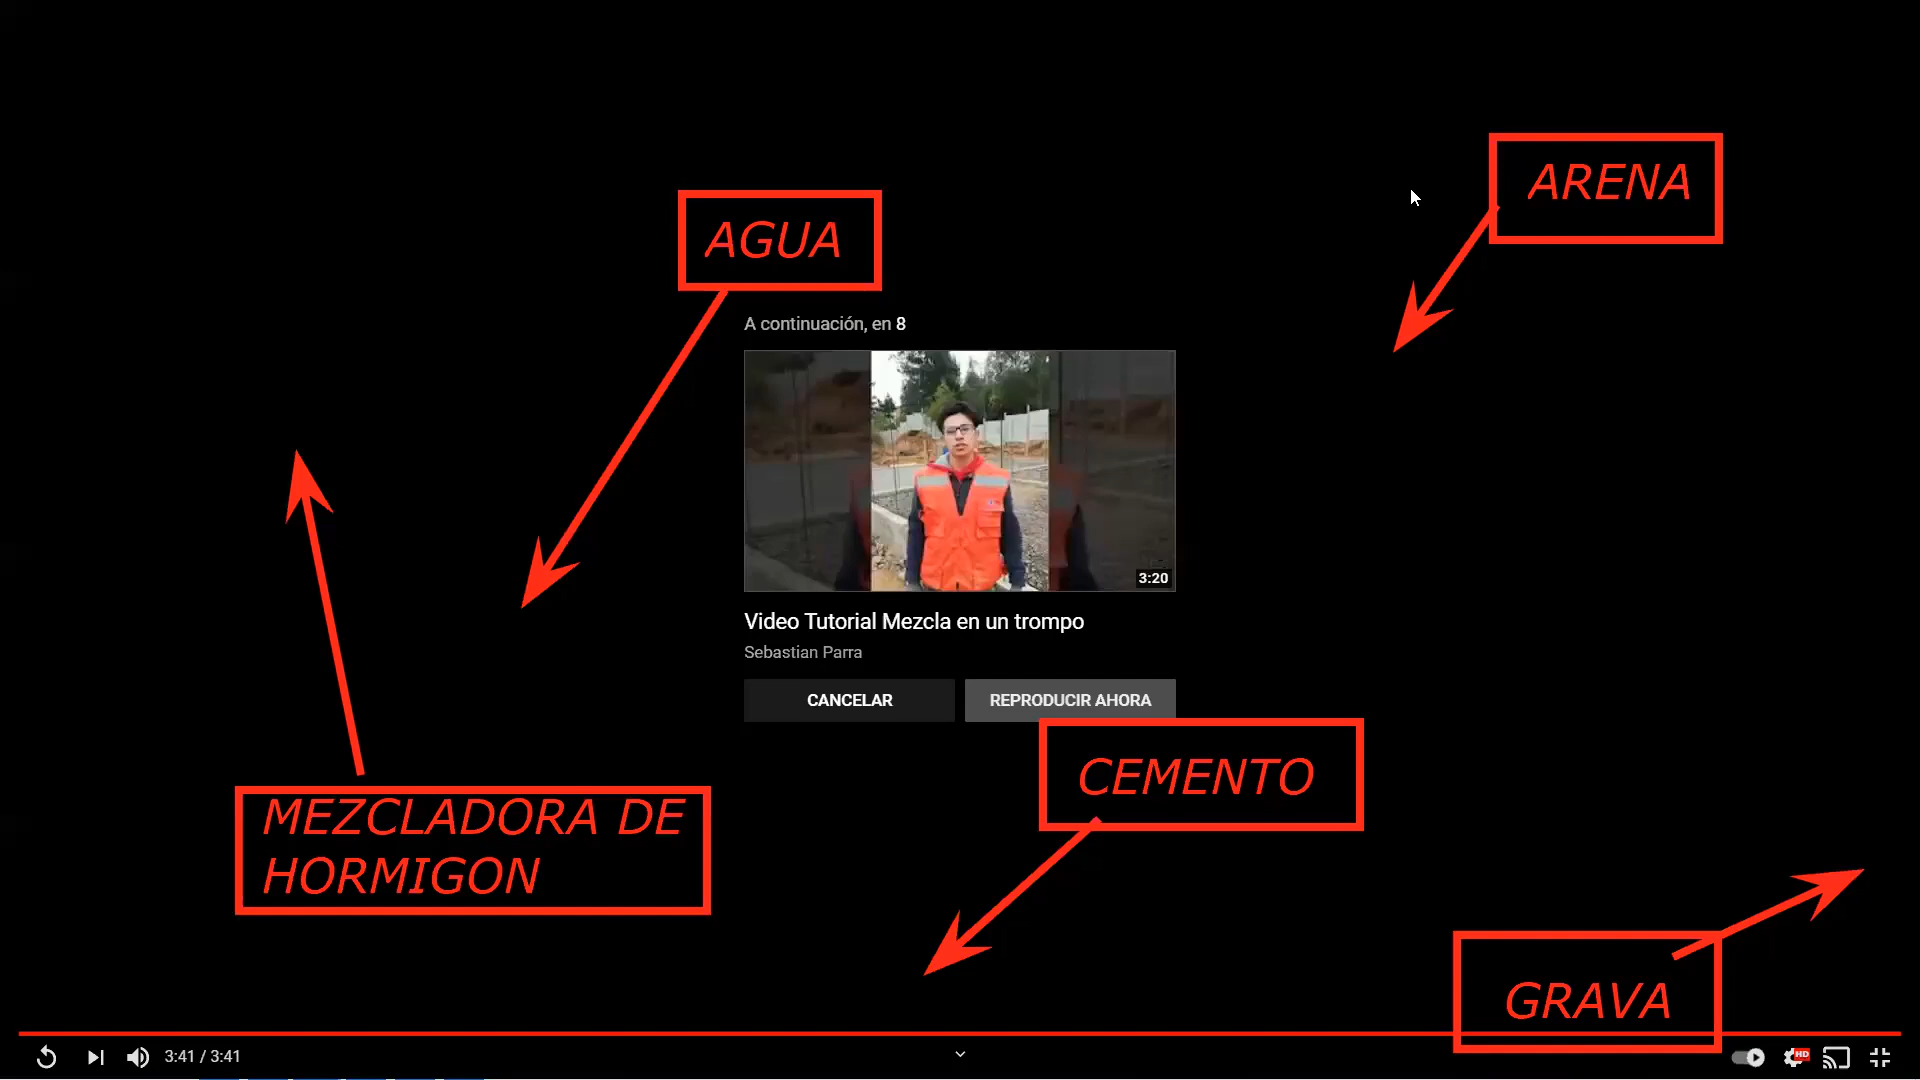 ARENA
AGUA
A continuación, en 8
3:20
Video Tutorial Mezcla en un trompo
Sebastian Parra
CANCELAR
REPRODUCIR AHORA
CEMENTO
MEZCLADORA DE
HORMIGON
GRAVA
3:41 / 3:41
HD